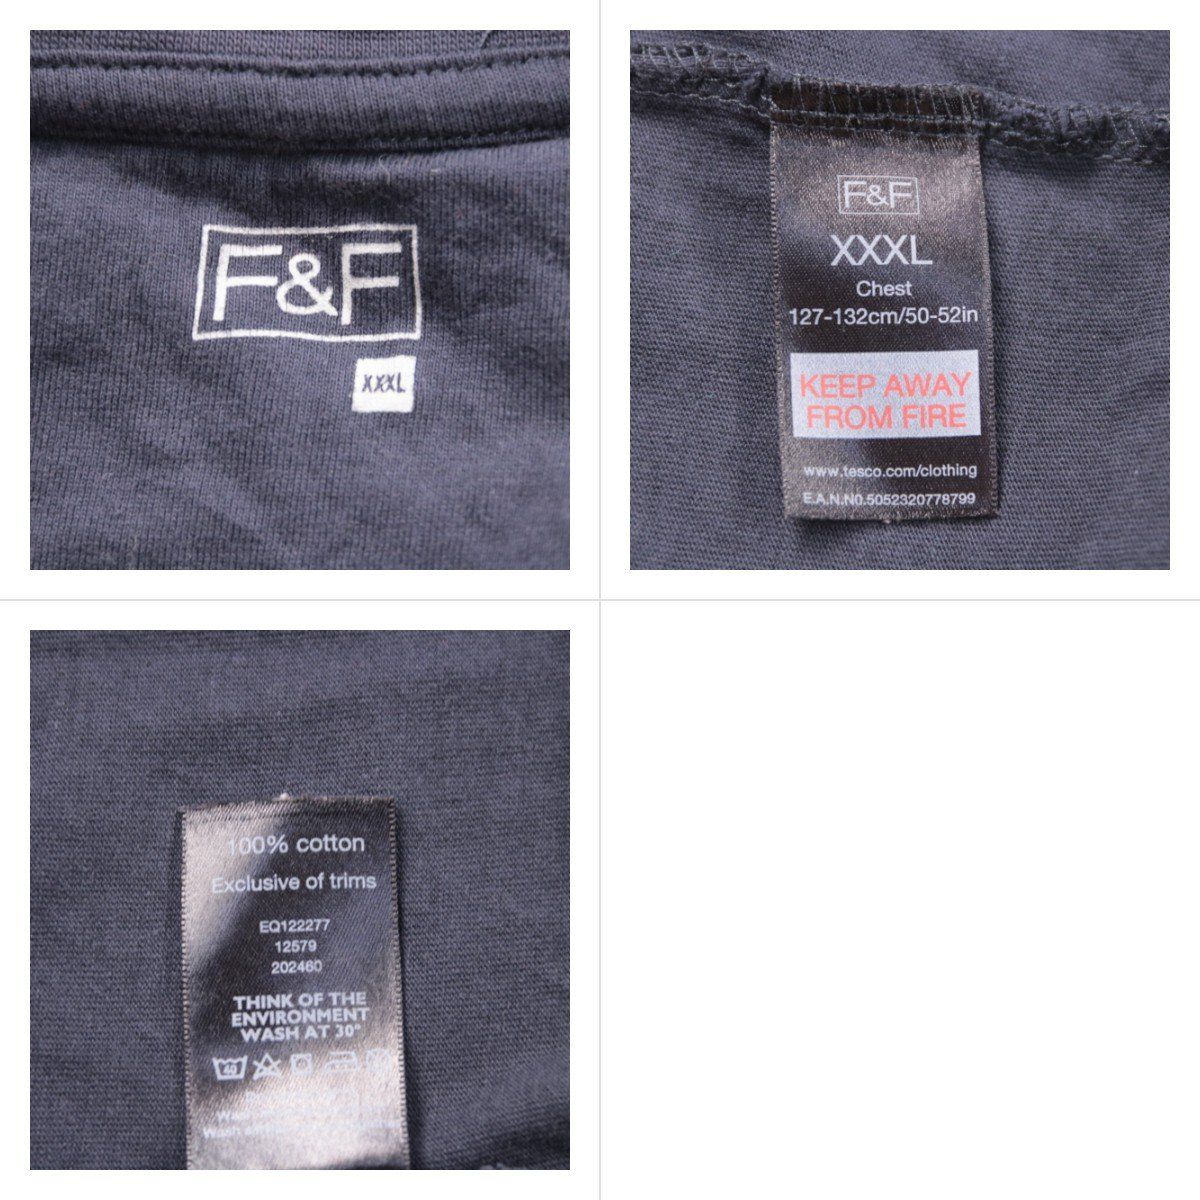 F&F
XXXL
F&F
XXXL
Chest
127-132cm/50-52in
KEEP AWAY
FROM FIRE
www.tesco.com/clothing
E.A.N.N0.5052320778799
100% cotton
Exclusive of trims
EQ122277
12579
202460
THINK OF THE
ENVIRONMENT
WASH AT 30°
40